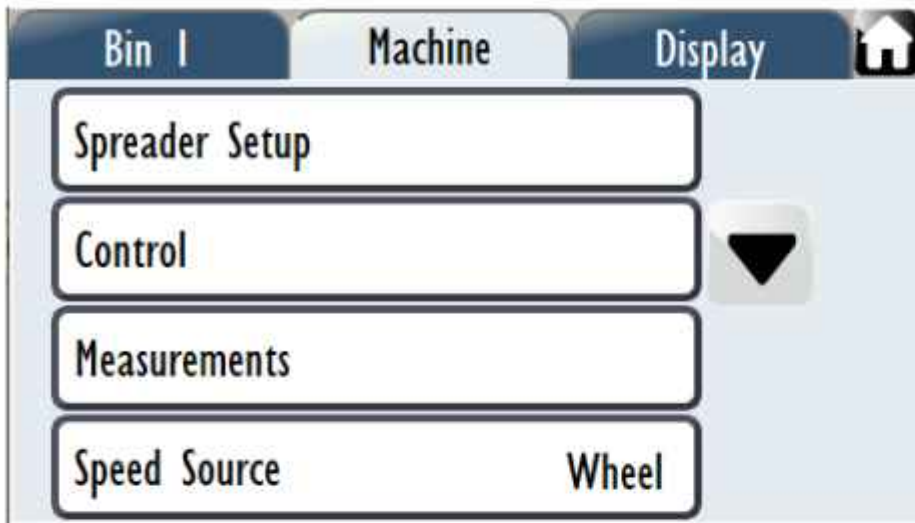 Bin 1 Machine Display
Spreader Setup
Control
Measurements
Speed Source Wheel